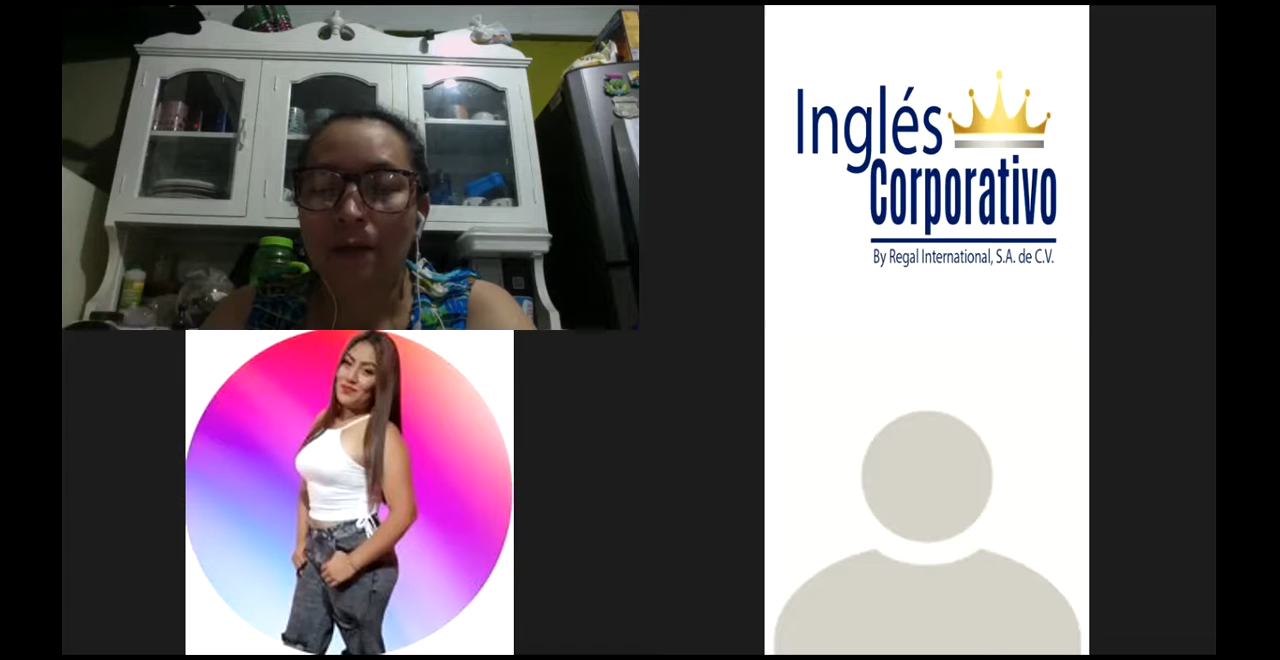 Inglés
Corporativo
By Regal International, S.A. de C.V.